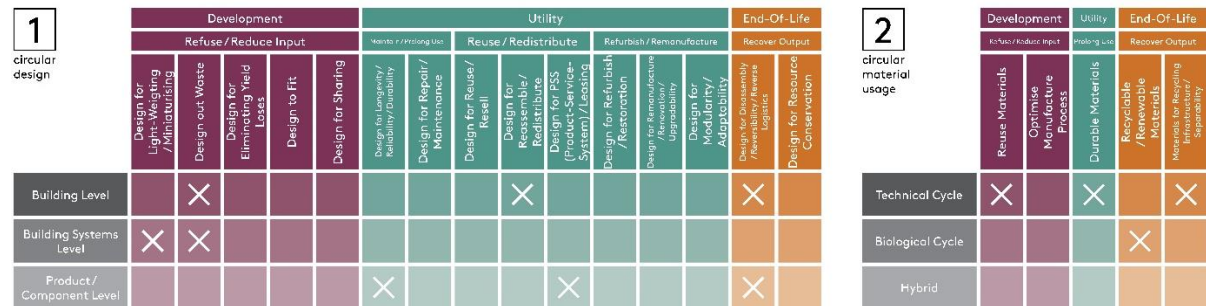 1
circular
design
Development
Utility
End-Of-Life
Refuse/Reduce Input
Maintain/Prolong Use
Reuse/Redistribute
Refurbish/Remanufacture
Recover Output
Design for
Light-Weigting
/Miniaturising
Design out Waste
Design for
Eliminating Yield
Loses
Design to Fit
Design for Sharing
Design for Longevity/
Reliability/Durability
Design for Repair/
Maintenance
Design for Reuse/
Resell
Design for
Reassemble/
Redistribute
Design for PSS
(Product-Service-
System)/Leasing
Design for Refurbish
/Restoration
Design for Remanufacture
/Renovation/
Upgradability
Design for
Modularity/
Adaptability
Design for Disassembly
/Reversibility/Reverse
Logistics
Design for Resource
Conservation
Building Level
Building Systems
Level
Product/
Component Level
2
circular
material
usage
Development
Utility
End-Of-Life
Refuse/Reduce Input
Prolong Use
Recover Output
Reuse Materials
Optimise
Manufacture
Process
Durable Materials
Recyclable
/Renewable
Materials
Materials for Recycling
Infrastructure/
Separability
Technical Cycle
Biological Cycle
Hybrid